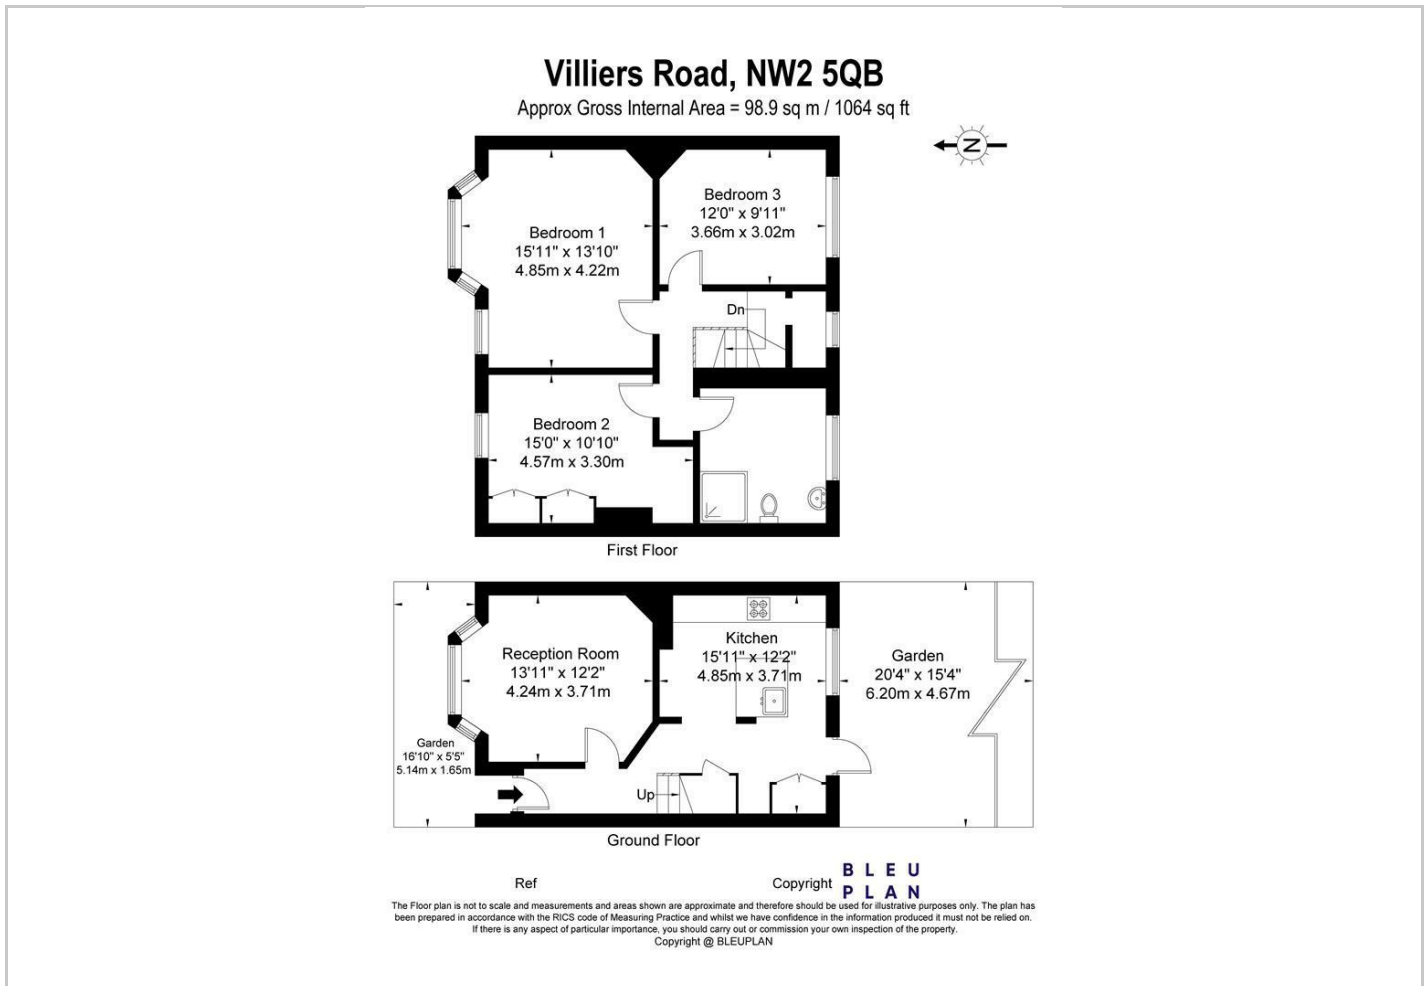 Villiers Road, NW2 5QB
Approx Gross Internal Area = 98.9 sq m / 1064 sq ft
N
Bedroom 1
15'11" x 13'10"
4.85m x 4.22m
Bedroom 3
12'0" x 9'11"
3.66m x 3.02m
Dn
Bedroom 2
15'0" x 10'10"
4.57m x 3.30m
First Floor
Reception Room
13'11" x 12'2"
4.24m x 3.71m
Kitchen
15'11" x 12'2"
4.85m x 3.71m
Garden
20'4" x 15'4"
6.20m x 4.67m
Garden
16'10" x 5'5"
5.14m x 1.65m
Up
Ground Floor
Ref
Copyright
BLEU
PLAN
The Floor plan is not to scale and measurements and areas shown are approximate and therefore should be used for illustrative purposes only. The plan has
been prepared in accordance with the RICS code of Measuring Practice and whilst we have confidence in the information produced it must not be relied on.
If there is any aspect of particular importance, you should carry out or commission your own inspection of the property.
Copyright @ BLEUPLAN